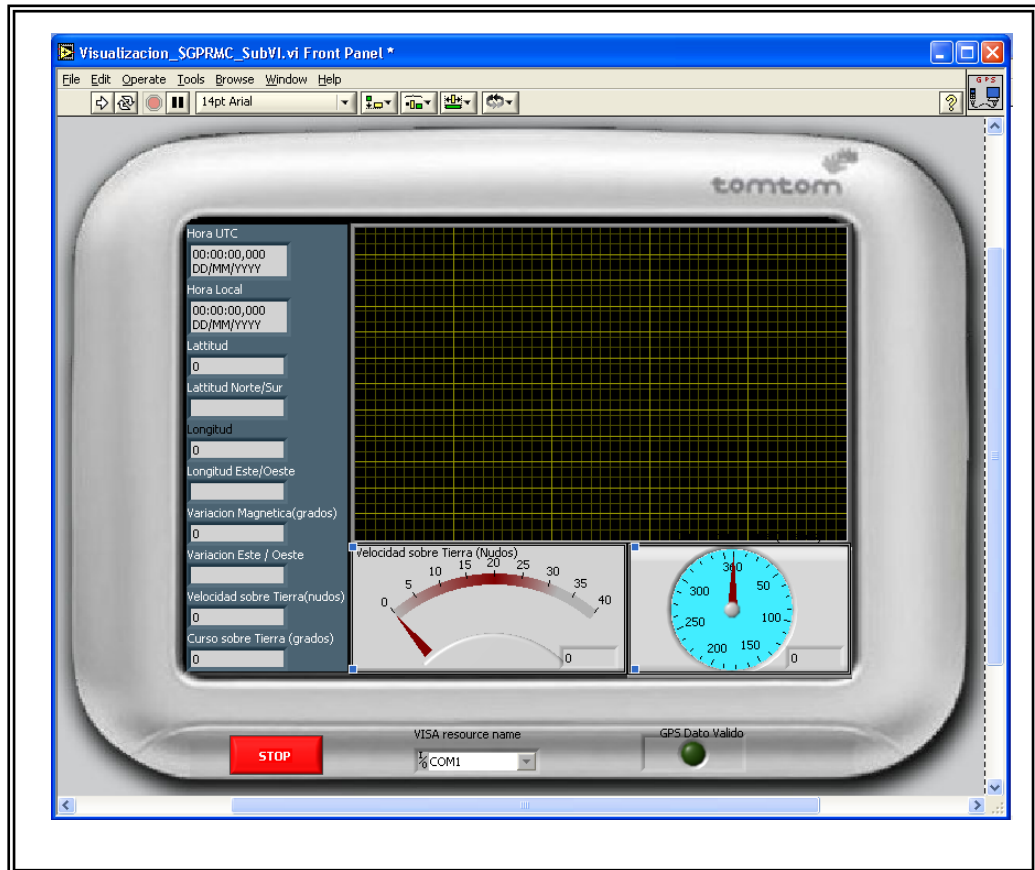 Visualizacion_$GPRMC_SubVI.vi Front Panel *
File Edit Operate Tools Browse Window Help
14pt Arial
GPS
?
tomtom
Hora UTC
00:00:00,000
DD/MM/YYYY
Hora Local
00:00:00,000
DD/MM/YYYY
Lattitud
0
Lattitud Norte/Sur
Longitud
0
Longitud Este/Oeste
Variacion Magnetica(grados)
0
Variacion Este / Oeste
Velocidad sobre Tierra(nudos)
0
Curso sobre Tierra (grados)
0
Velocidad sobre Tierra (Nudos)
0 5 10 15 20 25 30 35 40
0
360 50 100 150 200 250 300
0
STOP
VISA resource name
I/O COM1
GPS Dato Valido